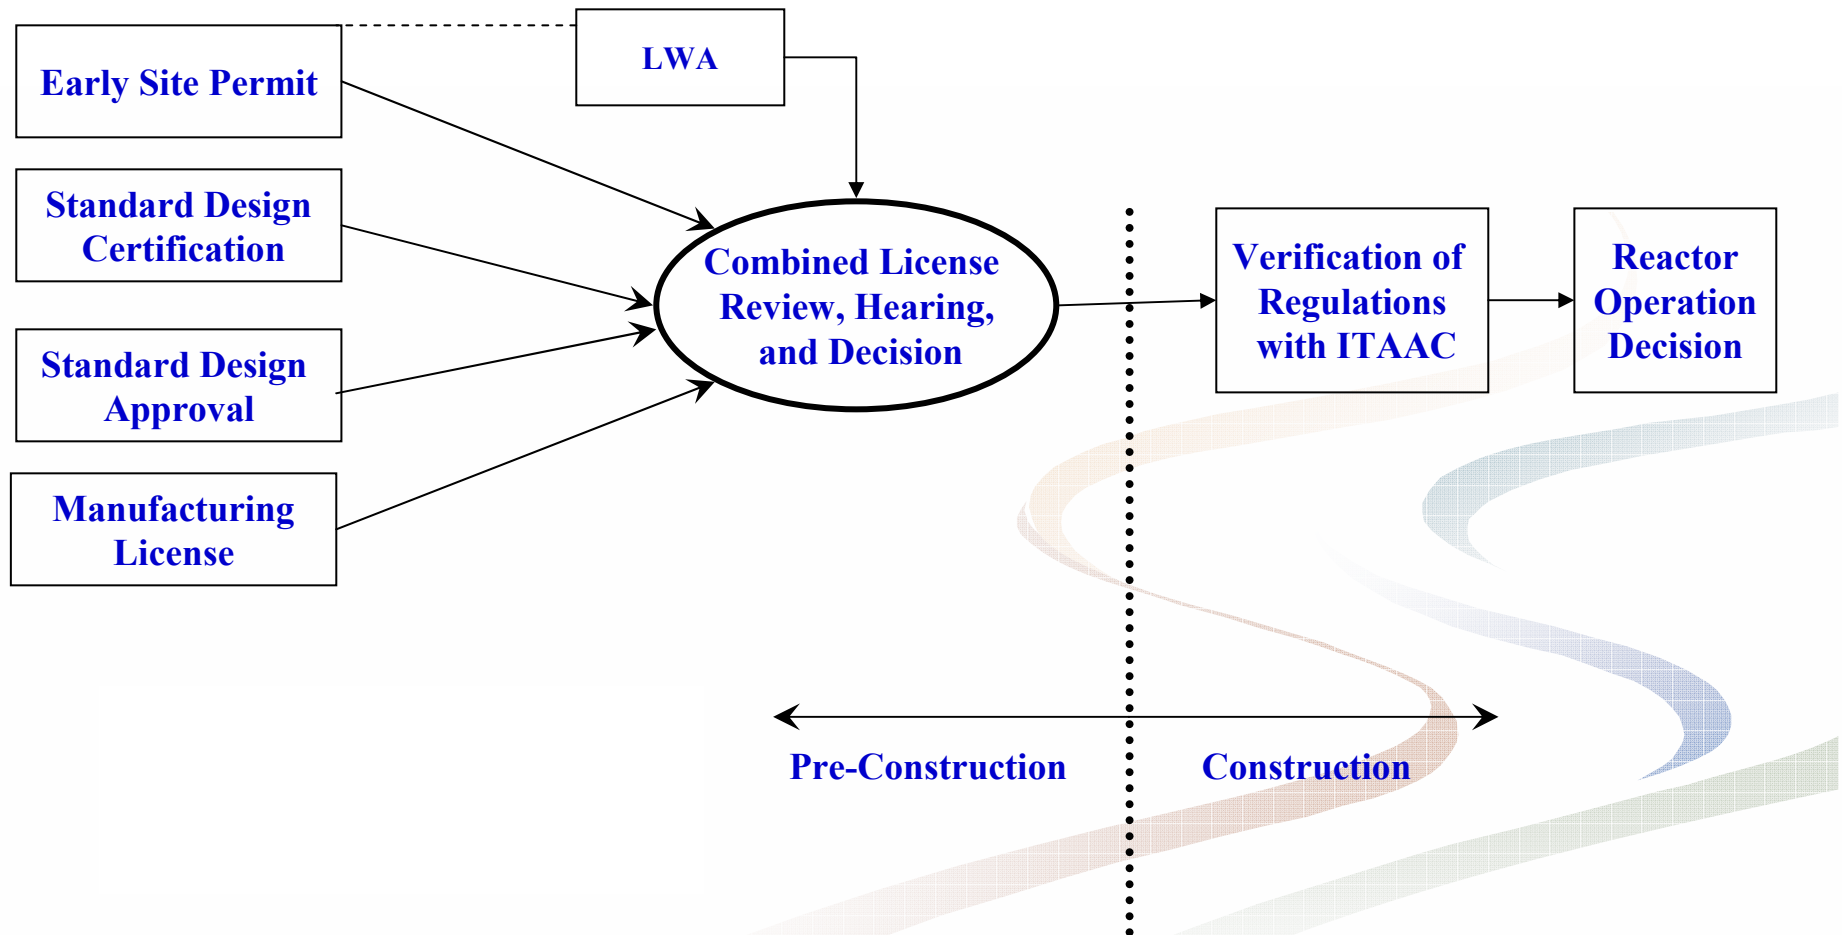 Early Site Permit
LWA
Standard Design
Certification
Standard Design
Approval
Manufacturing
License
Combined License
Review, Hearing,
and Decision
Verification of
Regulations
with ITAAC
Reactor
Operation
Decision
Pre-Construction
Construction